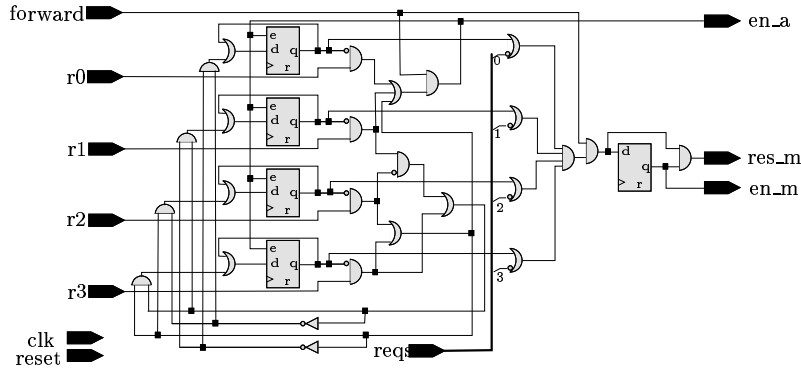 forward
en_a
e
d q
r
0
r0
e
d q
r
1
r1
d
q
r
res_m
en_m
e
d q
r
2
r2
e
d q
r
3
r3
clk
reset
reqs